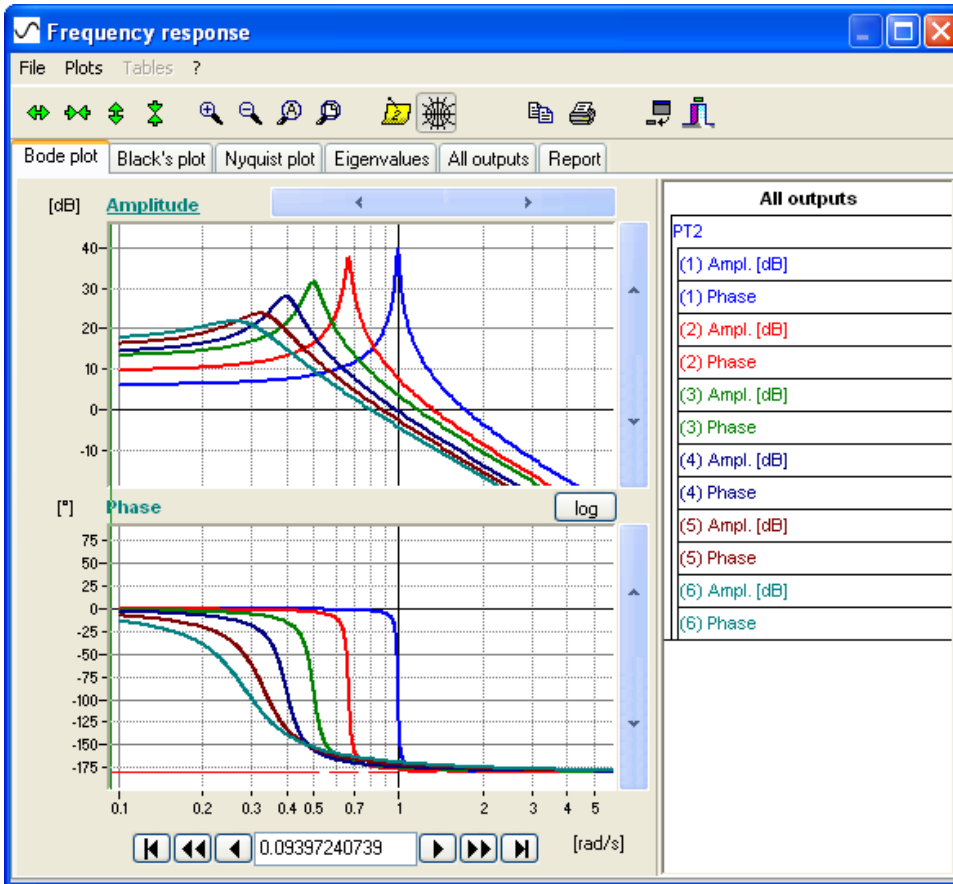 Frequency response
File Plots Tables ?
Bode plot Black's plot Nyquist plot Eigenvalues All outputs Report
[dB] Amplitude
40
30
20
10
0
-10
[°] Phase log
75
50
25
0
-25
-50
-75
-100
-125
-150
-175
0.1 0.2 0.3 0.4 0.5 0.7 1 2 3 4 5
0.09397240739 [rad/s]
All outputs
PT2
(1) Ampl. [dB]
(1) Phase
(2) Ampl. [dB]
(2) Phase
(3) Ampl. [dB]
(3) Phase
(4) Ampl. [dB]
(4) Phase
(5) Ampl. [dB]
(5) Phase
(6) Ampl. [dB]
(6) Phase